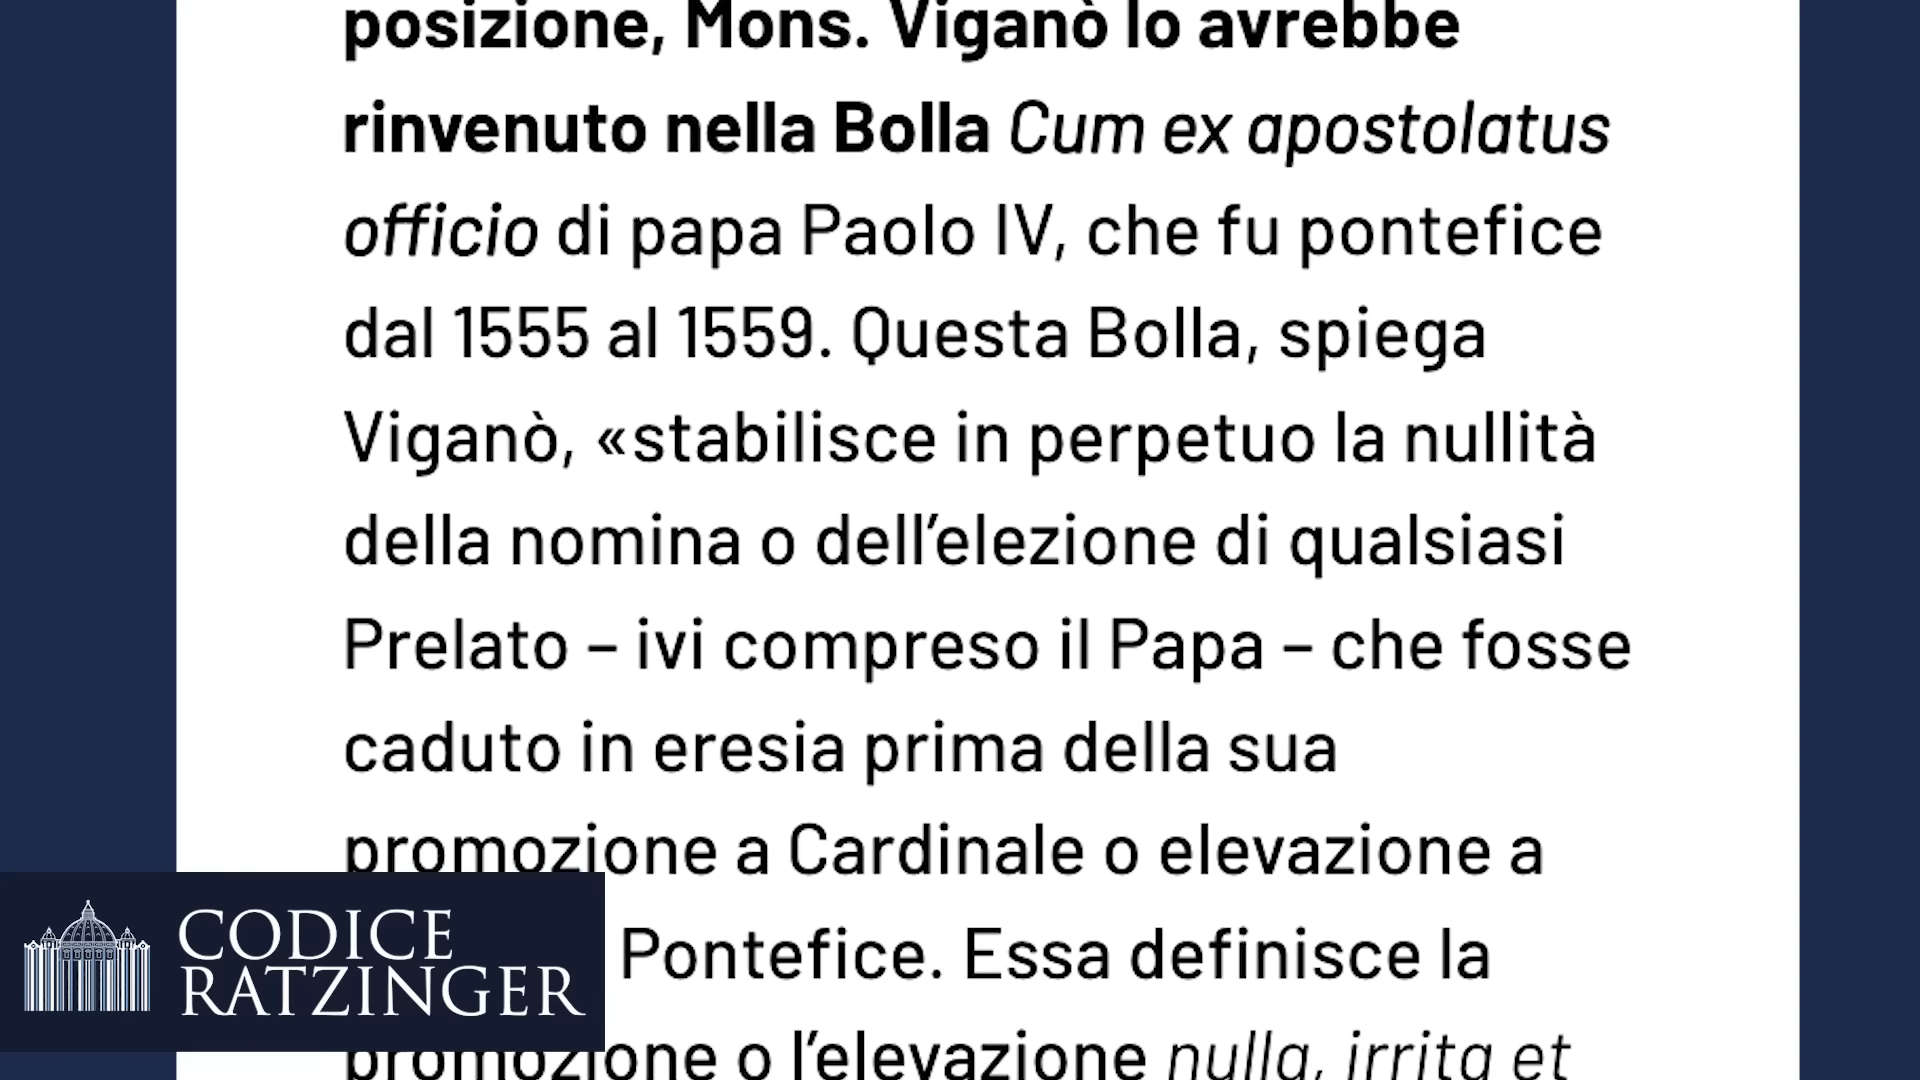 posizione, Mons. Viganò lo avrebbe
rinvenuto nella Bolla Cum ex apostolatus
officio di papa Paolo IV, che fu pontefice
dal 1555 al 1559. Questa Bolla, spiega
Viganò, «stabilisce in perpetuo la nullità
della nomina o dell’elezione di qualsiasi
Prelato – ivi compreso il Papa – che fosse
caduto in eresia prima della sua
promozione a Cardinale o elevazione a
Pontefice. Essa definisce la
promozione o l’elevazione nulla, irrita et
CODICE
RATZINGER